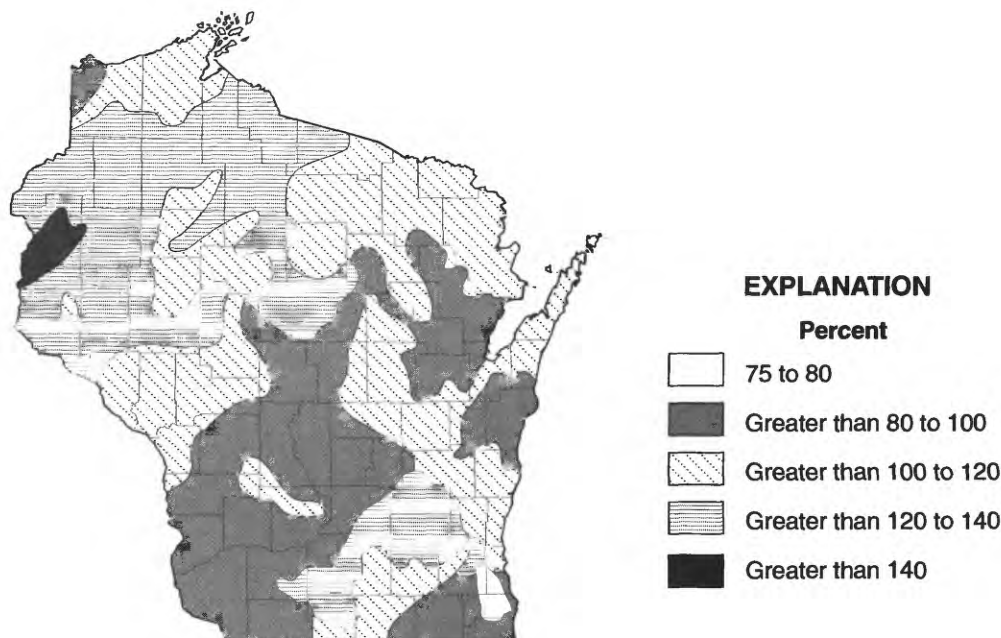 EXPLANATION
Percent
75 to 80
Greater than 80 to 100
Greater than 100 to 120
Greater than 120 to 140
Greater than 140